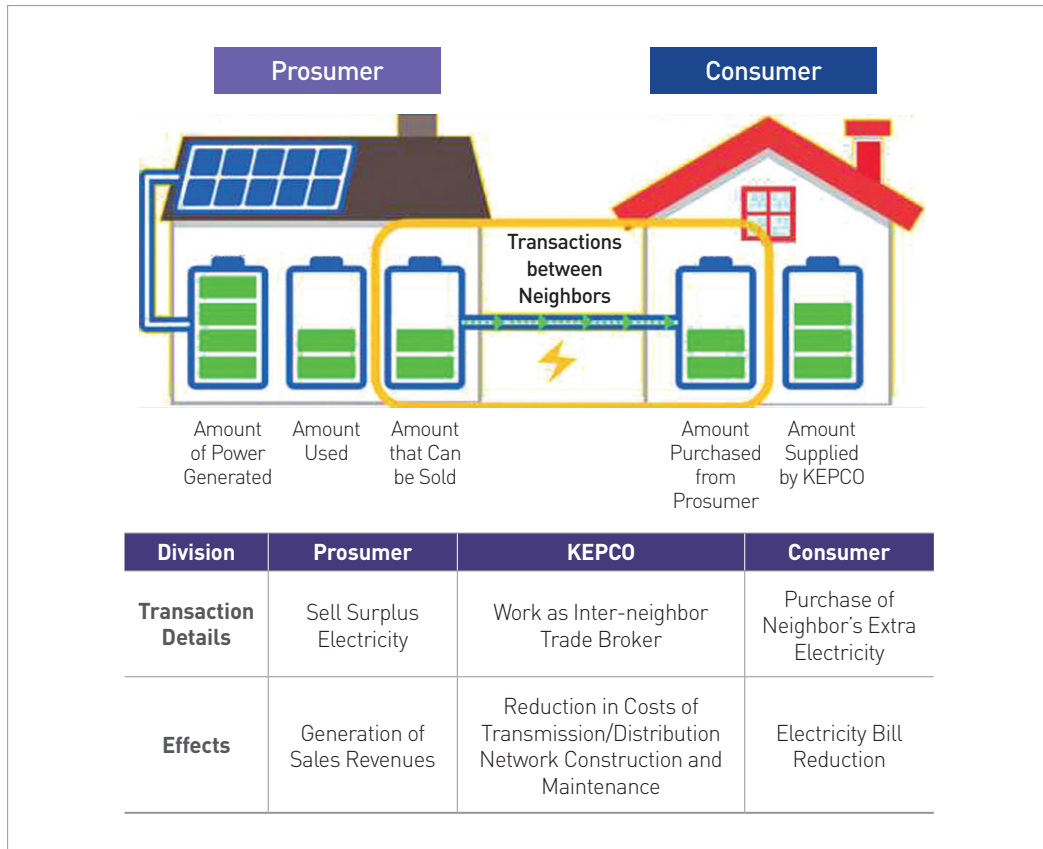 Prosumer
Consumer
Transactions
between
Neighbors
Amount
of Power
Generated
Amount
Used
Amount
that Can
be Sold
Amount
Purchased
from
Prosumer
Amount
Supplied
by KEPCO
Division
Prosumer
KEPCO
Consumer
Transaction
Details
Sell Surplus
Electricity
Work as Inter-neighbor
Trade Broker
Purchase of
Neighbor’s Extra
Electricity
Effects
Generation of
Sales Revenues
Reduction in Costs of
Transmission/Distribution
Network Construction and
Maintenance
Electricity Bill
Reduction